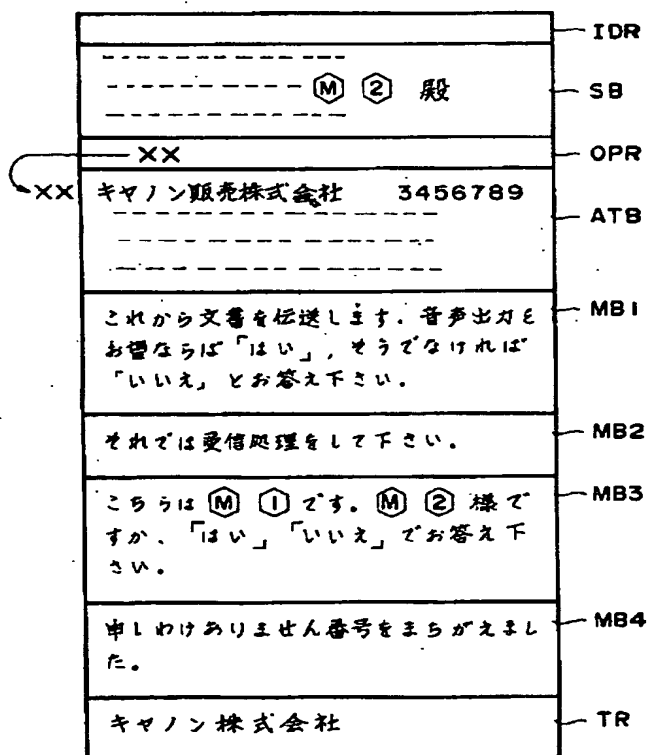 IDR
Ⓜ ② 殿
SB
××
OPR
××
キヤノン販売株式会社 3456789
ATB
これから文書を伝送します。音声出力を
お望ならば「はい」，そうでなければ
「いいえ」とお答え下さい。
MB1
それでは受信処理をして下さい。
MB2
こちらは Ⓜ ① です。Ⓜ ② 様で
すか、「はい」「いいえ」でお答え下
さい。
MB3
申しわけありません番号をまちがえまし
た。
MB4
キヤノン株式会社
TR